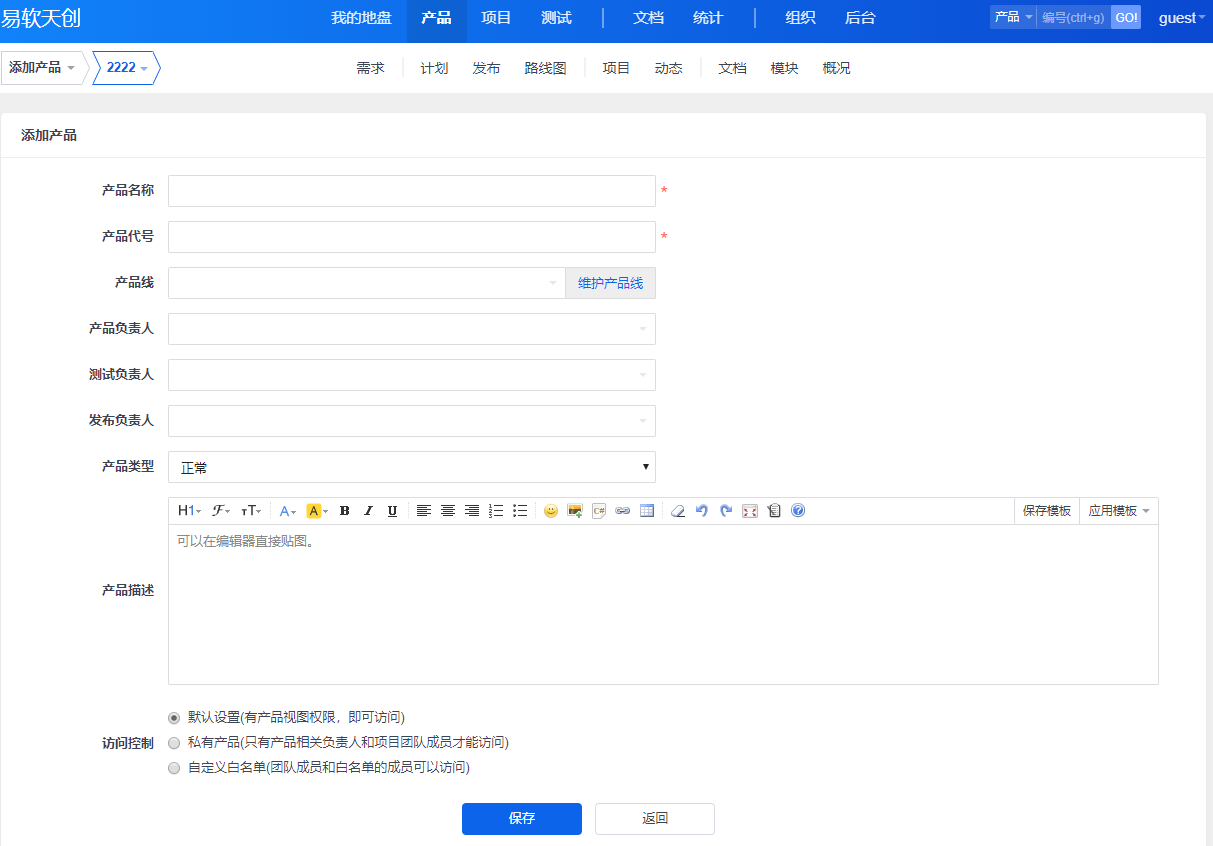 易软天创 我的地盘 产品 项目 测试 文档 统计 组织 后台 产品 编号(ctrl+g) GO! guest
添加产品 2222 需求 计划 发布 路线图 项目 动态 文档 模块 概况
添加产品
产品名称 *
产品代号 *
产品线 维护产品线
产品负责人
测试负责人
发布负责人
产品类型 正常
H1 ℱ тT A A B I U C# 保存模板 应用模板
可以在编辑器直接贴图。
产品描述
默认设置(有产品视图权限，即可访问)
访问控制 私有产品(只有产品相关负责人和项目团队成员才能访问)
自定义白名单(团队成员和白名单的成员可以访问)
保存 返回